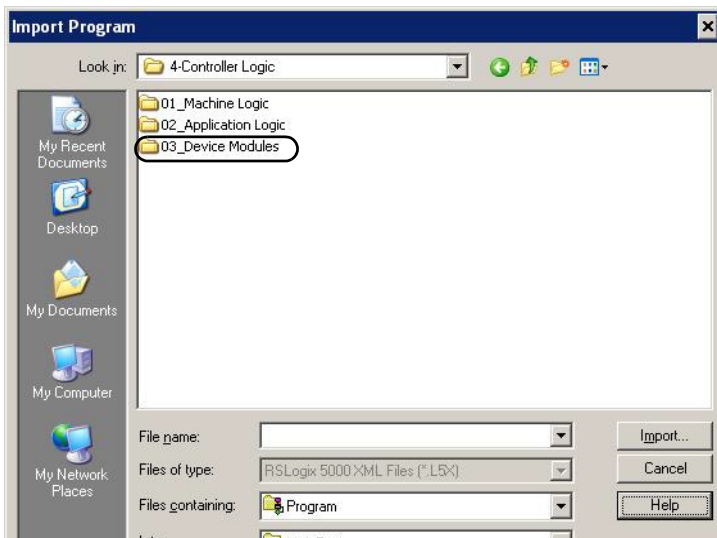 Import Program
Look in: 4-Controller Logic
01_Machine Logic
02_Application Logic
03_Device Modules
My Recent
Documents
Desktop
My Documents
My Computer
My Network
Places
File name:
Import...
Files of type: RSLogix 5000 XML Files (*.L5X)
Cancel
Files containing: Program
Help